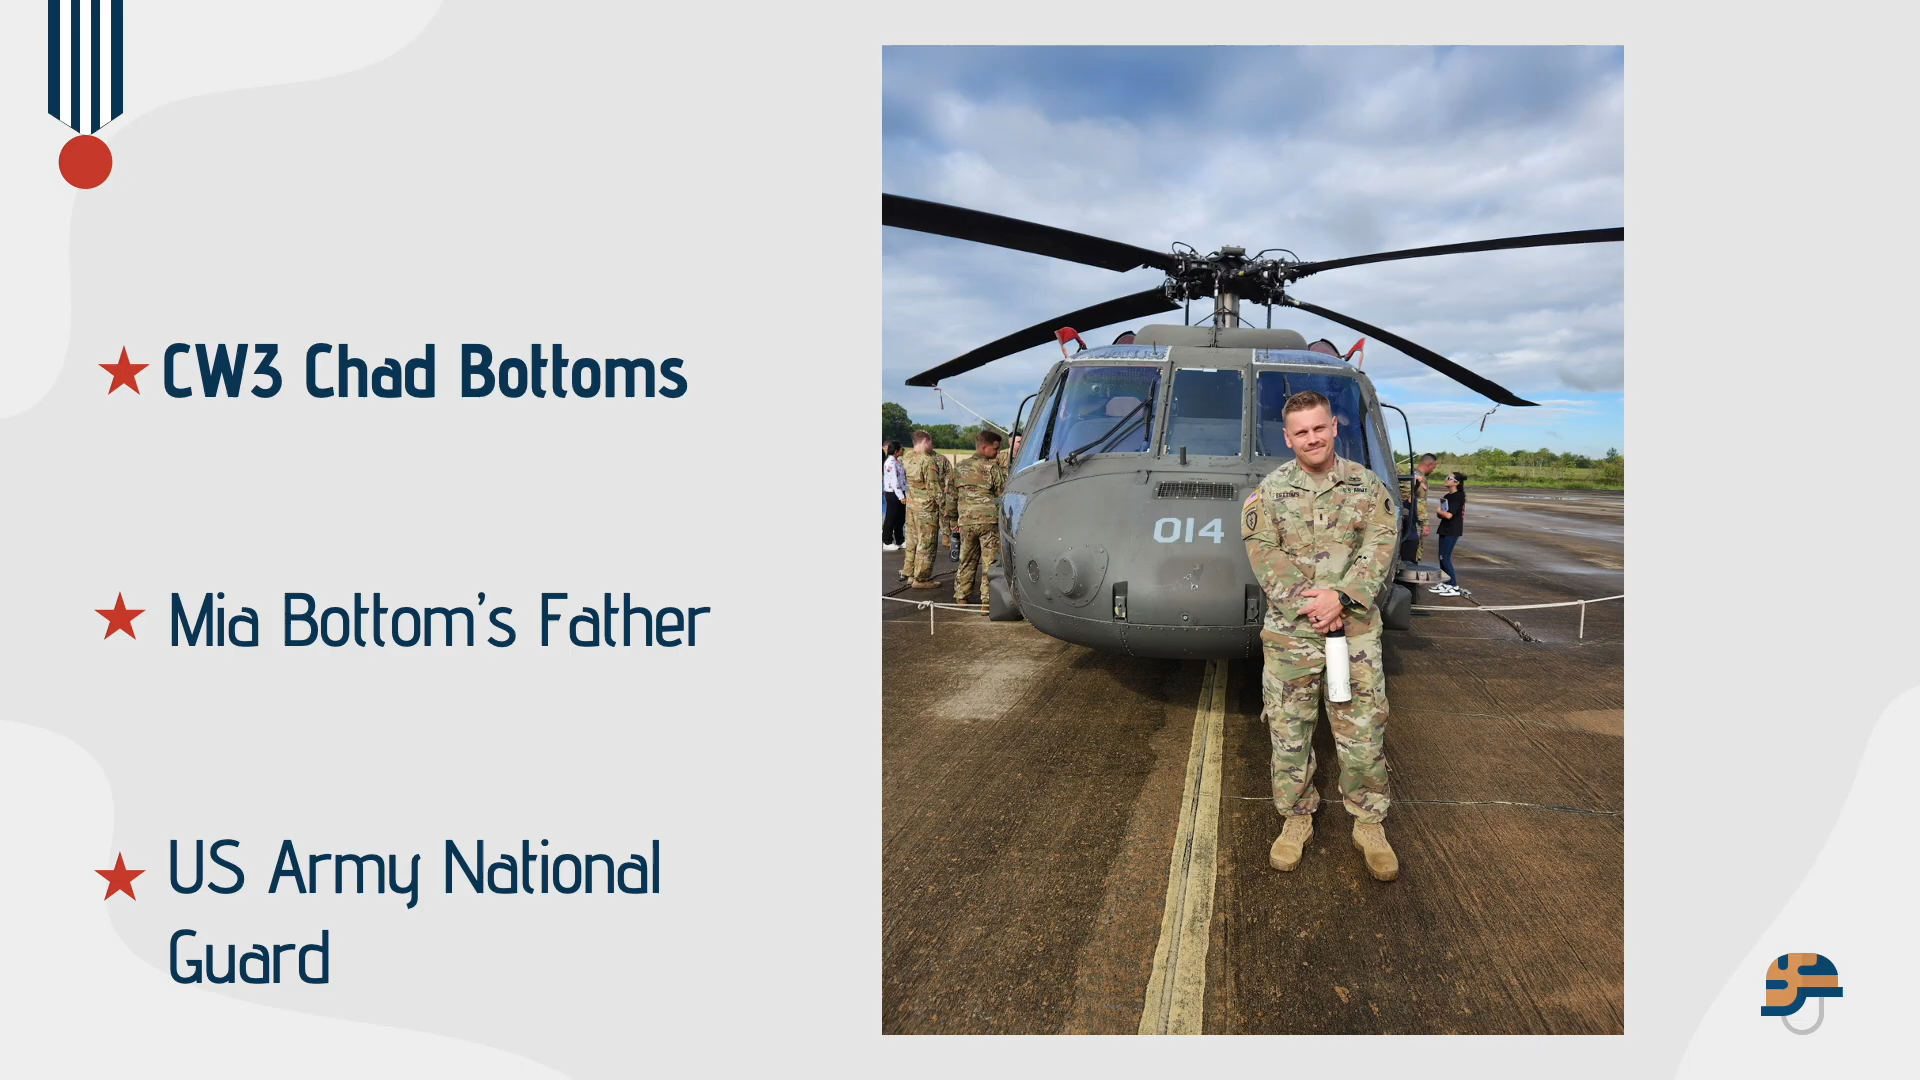 CW3 Chad Bottoms
Mia Bottom's Father
US Army National
Guard
014